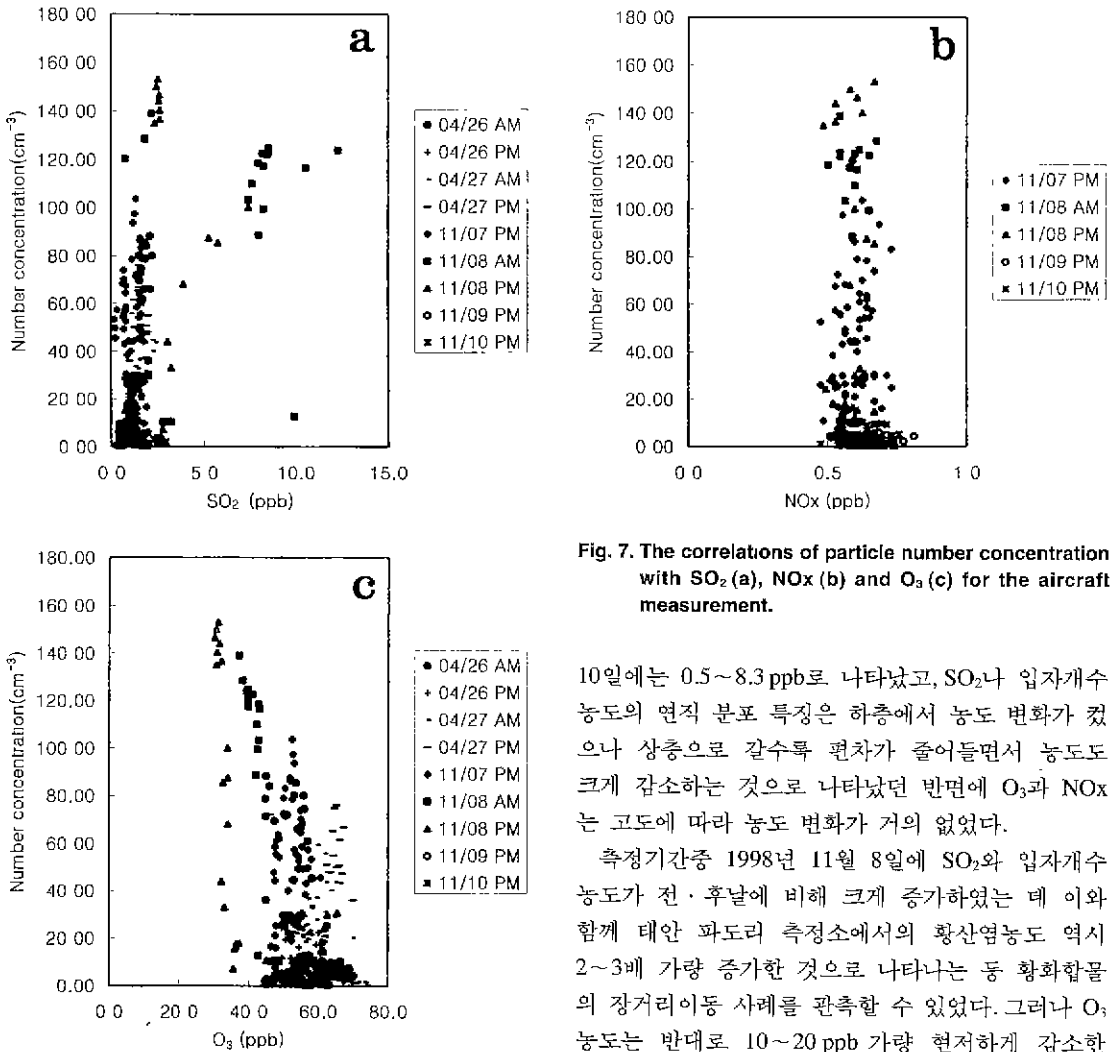 a
180 00
160 00
140 00
120.00
100 00
80 00
60 00
40 00
20 00
0 00
Number concentration(cm⁻³)
0 0
5 0
10 0
15.0
SO₂ (ppb)
04/26 AM
04/26 PM
04/27 AM
04/27 PM
11/07 PM
11/08 AM
11/08 PM
11/09 PM
11/10 PM
b
180 00
160 00
140 00
120 00
100 00
80 00
60 00
40 00
20.00
0 00
Number concentration(cm⁻³)
0 0
0.5
1 0
NOx (ppb)
11/07 PM
11/08 AM
11/08 PM
11/09 PM
11/10 PM
c
180.00
160 00
140 00
120 00
100 00
80 00
60 00
40 00
20 00
0.00
Number concentration(cm⁻³)
0 0
20 0
40 0
60 0
80.0
O₃ (ppb)
04/26 AM
04/26 PM
04/27 AM
04/27 PM
11/07 PM
11/08 AM
11/08 PM
11/09 PM
11/10 PM
Fig. 7. The correlations of particle number concentration
with SO₂ (a), NOx (b) and O₃ (c) for the aircraft
measurement.
10일에는 0.5~8.3 ppb로 나타났고, SO₂나 입자개수
농도의 연직 분포 특징은 하층에서 농도 변화가 컸
으나 상층으로 갈수록 편차가 줄어들면서 농도도
크게 감소하는 것으로 나타났던 반면에 O₃과 NOx
는 고도에 따라 농도 변화가 거의 없었다.
측정기간중 1998년 11월 8일에 SO₂와 입자개수
농도가 전·후날에 비해 크게 증가하였는 데 이와
함께 태안 파도리 측정소에서의 황산염농도 역시
2~3배 가량 증가한 것으로 나타나는 등 황화합물
의 장거리이동 사례를 관측할 수 있었다. 그러나 O₃
농도는 반대로 10~20 ppb 가량 현저하게 감소한